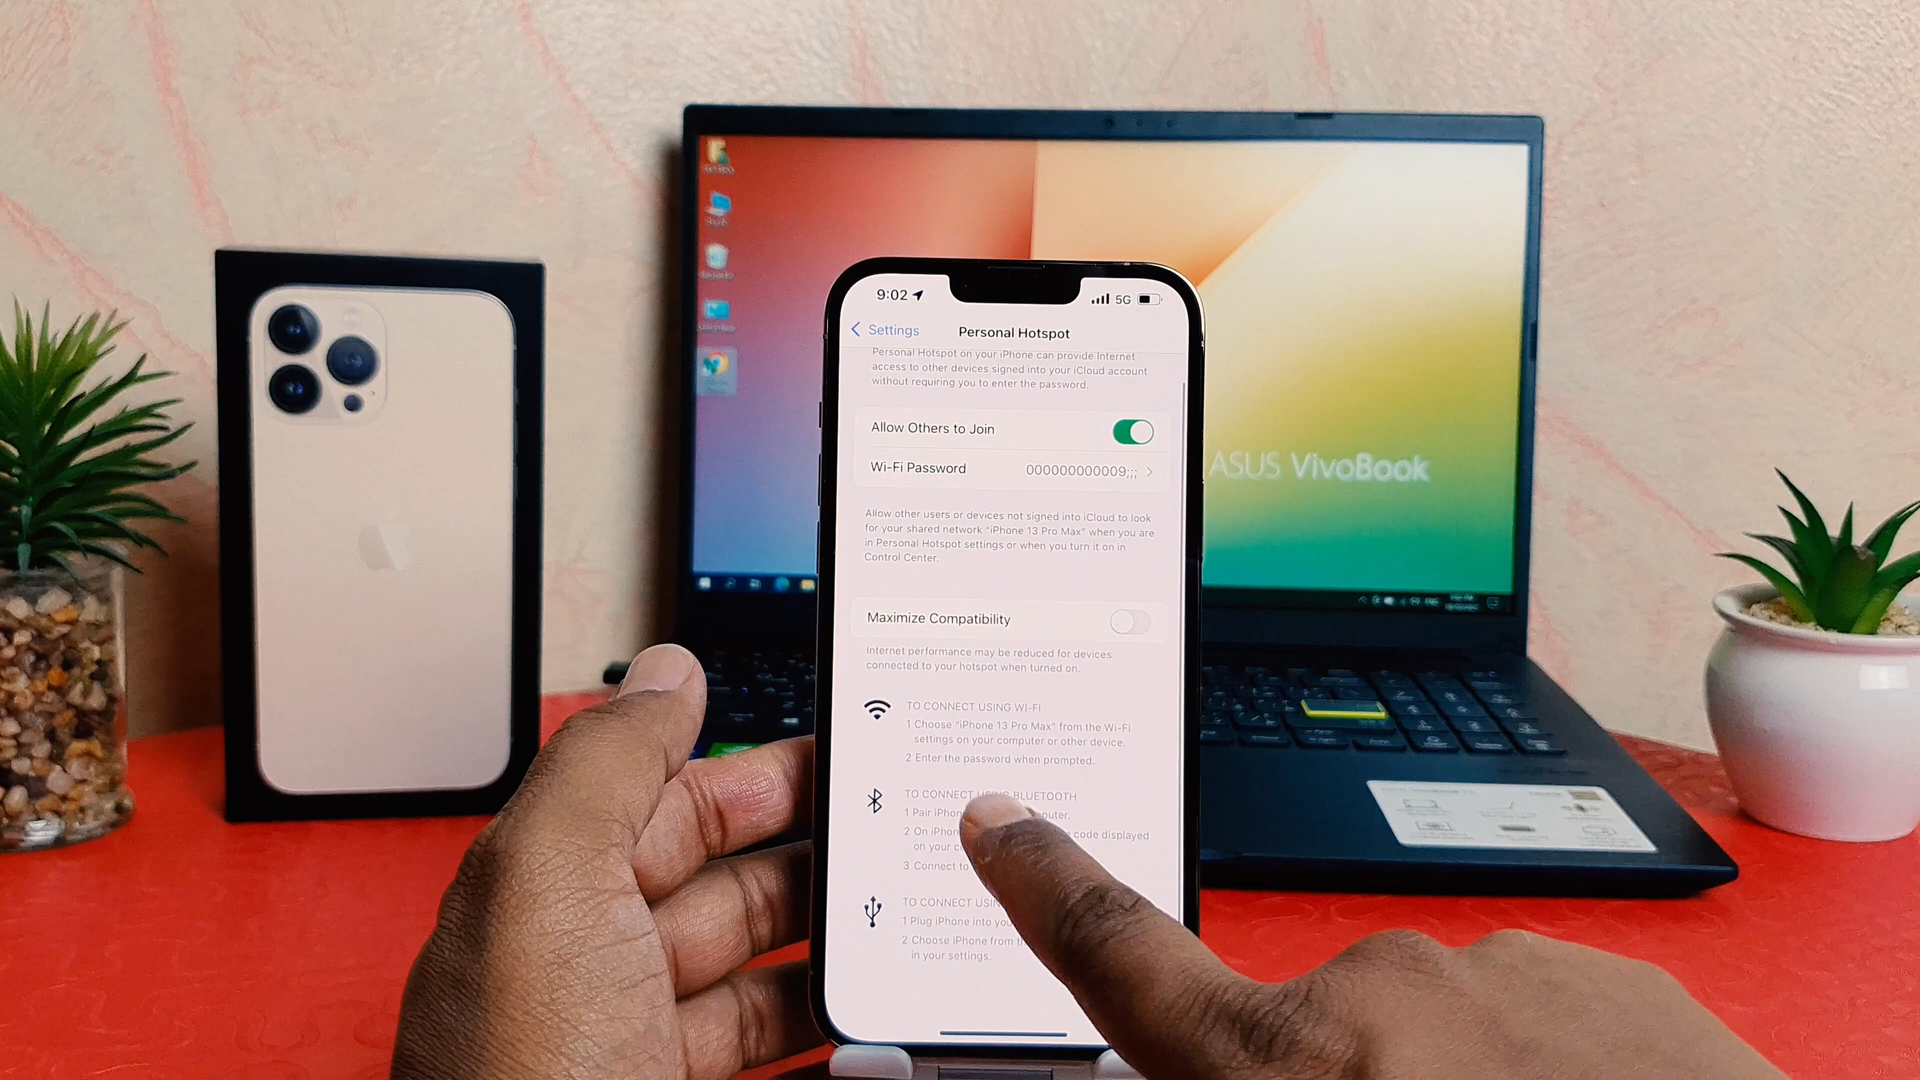 9:02
5G
Settings
Personal Hotspot
Personal Hotspot on your iPhone can provide Internet
access to other devices signed into your iCloud account
without requiring you to enter the password.
Allow Others to Join
Wi-Fi Password 000000000009;;;
Allow other users or devices not signed into iCloud to look
for your shared network "iPhone 13 Pro Max" when you are
in Personal Hotspot settings or when you turn it on in
Control Center.
Maximize Compatibility
Internet performance may be reduced for devices
connected to your hotspot when turned on.
TO CONNECT USING WI-FI
1 Choose "iPhone 13 Pro Max" from the Wi-Fi
settings on your computer or other device.
2 Enter the password when prompted.
TO CONNECT USING BLUETOOTH
1 Pair iPhone
2 On iPhone code displayed
on your
3 Connect to
TO CONNECT
1 Plug iPhone into
2 Choose iPhone from
in your settings.
ASUS VivoBook